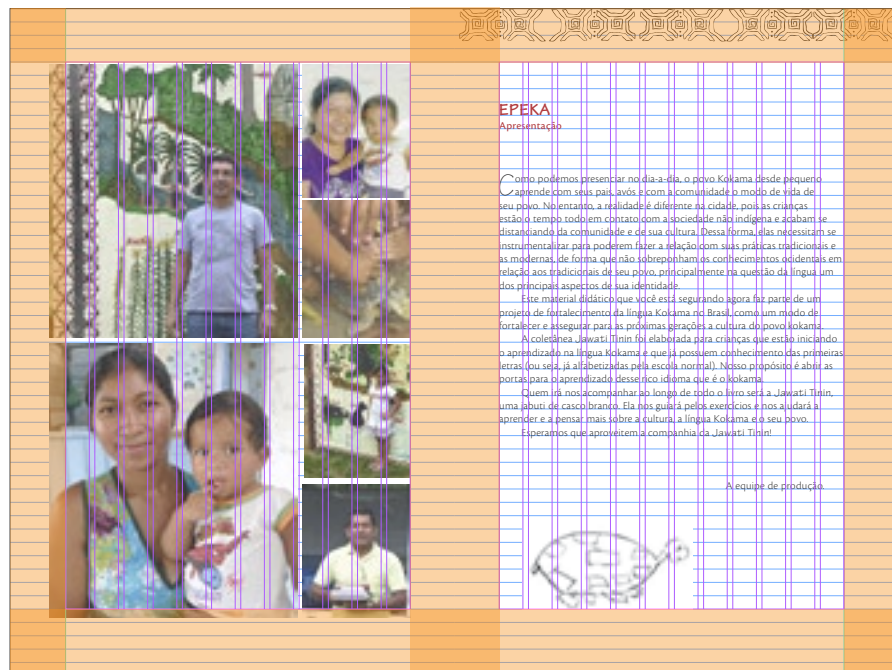 EPEKA
Apresentação
Como podemos presenciar no dia-a-dia, o povo Kokama desde pequeno
aprende com seus pais, avós e com a comunidade o modo de vida de
seu povo. No entanto, a realidade é diferente na cidade, pois as crianças
estão o tempo todo em contato com a sociedade não indígena e acabam se
distanciando da comunidade e de sua cultura. Dessa forma, elas necessitam se
instrumentalizar para poderem fazer a relação com suas práticas tradicionais e
as modernas, de forma que não sobreponham os conhecimentos ocidentais em
relação aos tradicionais de seu povo, principalmente na questão da língua um
dos principais aspectos de sua identidade.
Este material didático que você está segurando agora faz parte de um
projeto de fortalecimento da língua Kokama no Brasil, como um modo de
fortalecer e assegurar para as próximas gerações a cultura do povo kokama.
A coletânea Jawati Tinin foi elaborada para crianças que estão iniciando
o aprendizado na língua Kokama e que já possuem conhecimento das primeiras
letras (ou seja, já alfabetizadas pela escola normal). Nosso propósito é abrir as
portas para o aprendizado desse rico idioma que é o kokama.
Quem irá nos acompanhar ao longo de todo o livro será a Jawati Tinin,
uma jabuti de casco branco. Ela nos guiará pelos exercícios e nos ajudará a
aprender e a pensar mais sobre a cultura, a língua Kokama e o seu povo.
Esperamos que aproveitem a companhia da Jawati Tinin!
A equipe de produção.